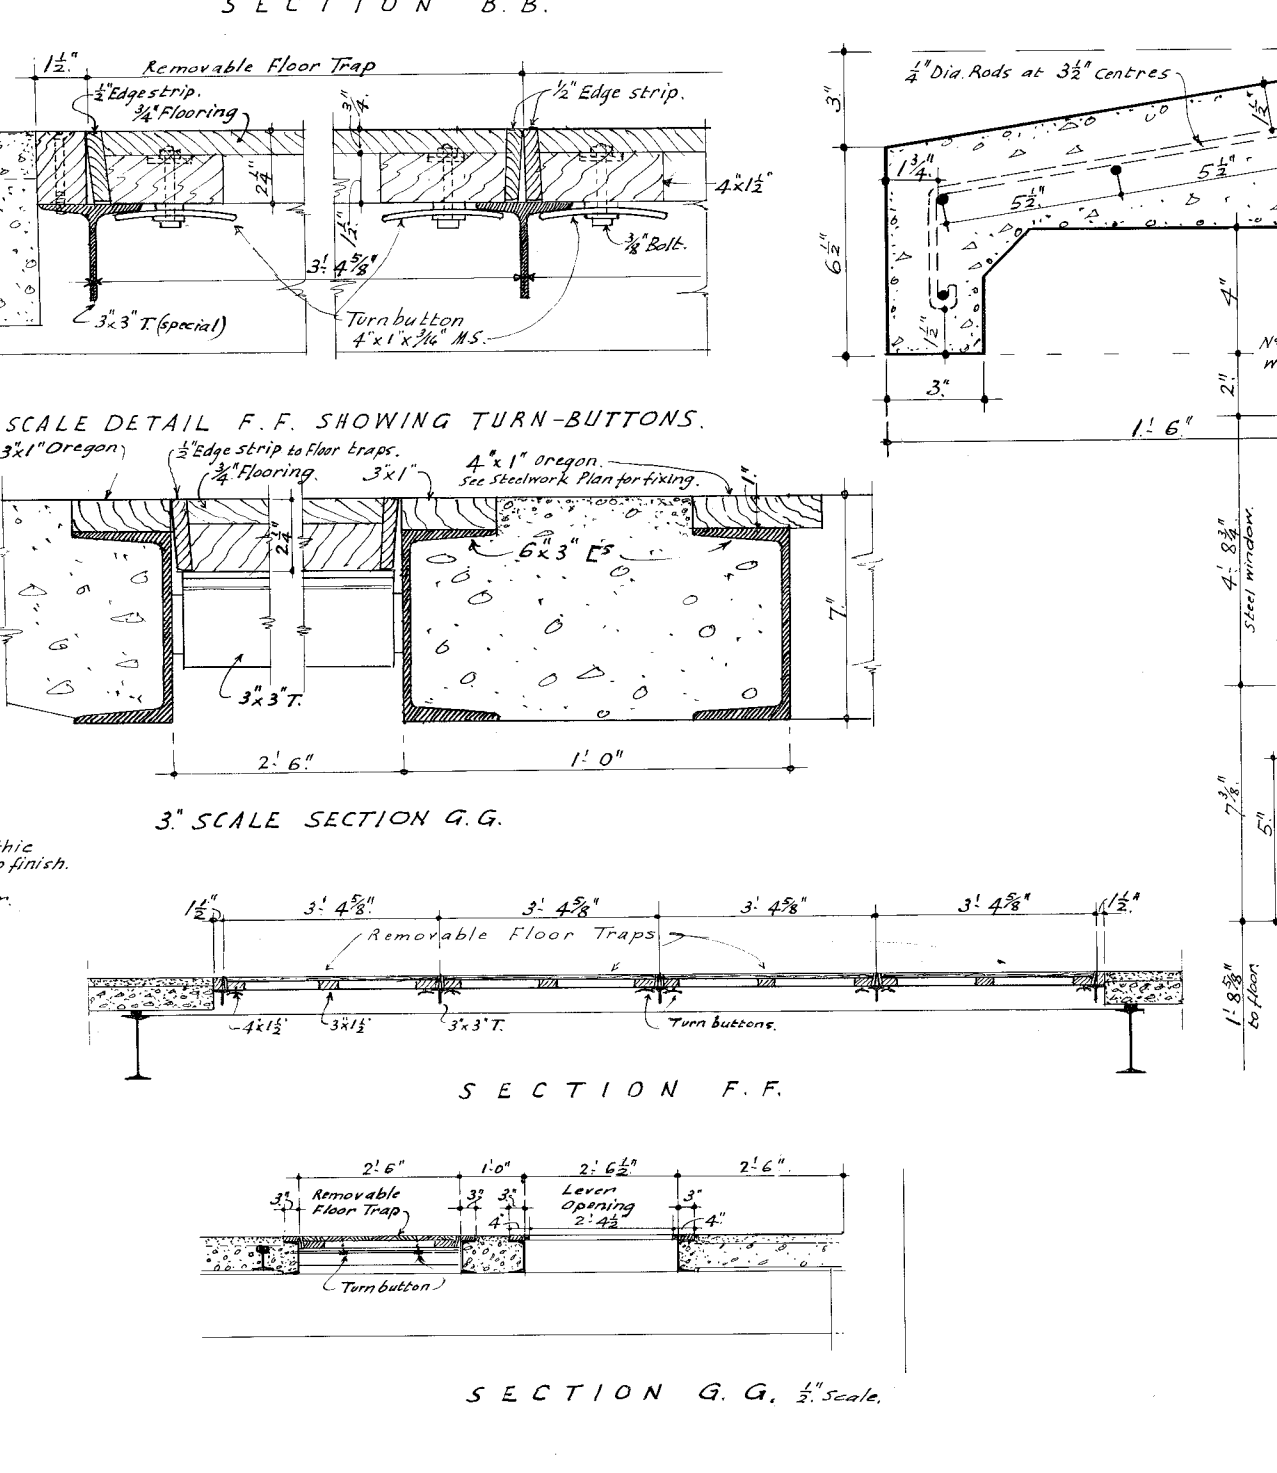 SECTION B.B.
1½"
Removable Floor Trap
½" Edge strip.
¾" Flooring
¾"
½" Edge strip.
2¼"
1½"
4"x1½"
⅜" Bolt.
3'-4⅝"
3"x3" T. (special)
Turnbutton
4"x1"x3/16" M.S.
¼" Dia. Rods at 3½" Centres
3"
1½"
1¾"
5½"
5½"
6½"
1½"
4"
3"
2"
1'-6"
SCALE DETAIL F.F. SHOWING TURN-BUTTONS.
3"x1" Oregon
½" Edge strip to Floor traps.
¾" Flooring.
3"x1"
4"x1" Oregon.
See Steelwork Plan for fixing.
1"
2¼"
6"x3" [s
7"
3"x3" T.
2'-6"
1'-0"
4'-8¾"
Steel window.
3" SCALE SECTION G.G.
7⅜"
5"
thic
finish.
1½"
3'-4⅝"
3'-4⅝"
3'-4⅝"
3'-4⅝"
1½"
Removable Floor Traps
4"x1½"
3"x1½"
3"x3" T.
Turn buttons.
1'-8⅝"
to floor
SECTION F.F.
2'-6"
1'-0"
2'-6½"
2'-6"
3"
Removable
Floor Trap
3"
3"
Lever
Opening
3"
4"
2'-4½"
4"
Turnbutton
SECTION G.G. ½" Scale.